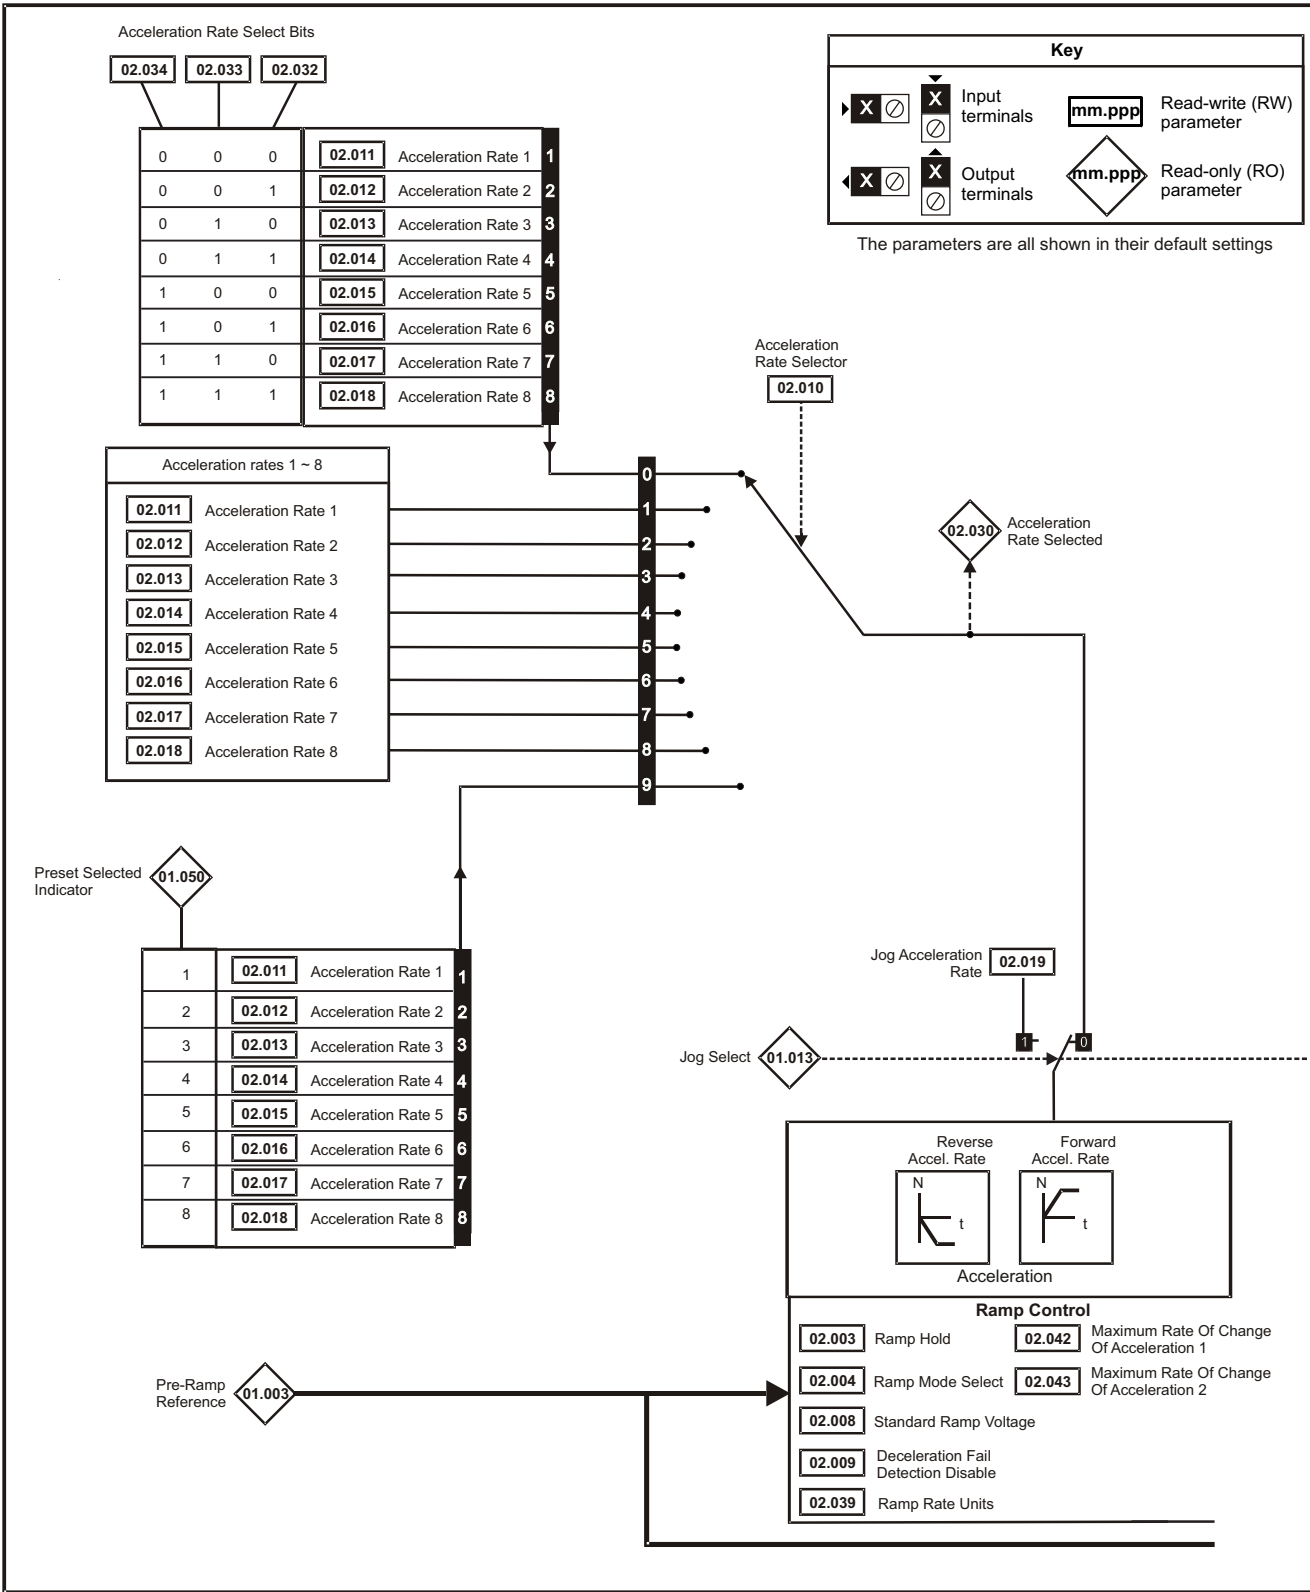 Acceleration Rate Select Bits
02.034 02.033 02.032
0 0 0 02.011 Acceleration Rate 1 1
0 0 1 02.012 Acceleration Rate 2 2
0 1 0 02.013 Acceleration Rate 3 3
0 1 1 02.014 Acceleration Rate 4 4
1 0 0 02.015 Acceleration Rate 5 5
1 0 1 02.016 Acceleration Rate 6 6
1 1 0 02.017 Acceleration Rate 7 7
1 1 1 02.018 Acceleration Rate 8 8
Key
X
X
Input
terminals
mm.ppp
Read-write (RW)
parameter
X
X
Output
terminals
mm.ppp
Read-only (RO)
parameter
The parameters are all shown in their default settings
Acceleration
Rate Selector
02.010
Acceleration rates 1 ~ 8
02.011 Acceleration Rate 1
02.012 Acceleration Rate 2
02.013 Acceleration Rate 3
02.014 Acceleration Rate 4
02.015 Acceleration Rate 5
02.016 Acceleration Rate 6
02.017 Acceleration Rate 7
02.018 Acceleration Rate 8
0
1
2
3
4
5
6
7
8
9
02.030
Acceleration
Rate Selected
Preset Selected
Indicator
01.050
1 02.011 Acceleration Rate 1 1
2 02.012 Acceleration Rate 2 2
3 02.013 Acceleration Rate 3 3
4 02.014 Acceleration Rate 4 4
5 02.015 Acceleration Rate 5 5
6 02.016 Acceleration Rate 6 6
7 02.017 Acceleration Rate 7 7
8 02.018 Acceleration Rate 8 8
Jog Acceleration
Rate
02.019
1 0
Jog Select 01.013
Reverse
Accel. Rate
N
t
Forward
Accel. Rate
N
t
Acceleration
Ramp Control
02.003 Ramp Hold
02.042
Maximum Rate Of Change
Of Acceleration 1
02.004 Ramp Mode Select
02.043
Maximum Rate Of Change
Of Acceleration 2
02.008 Standard Ramp Voltage
02.009
Deceleration Fail
Detection Disable
02.039 Ramp Rate Units
Pre-Ramp
Reference
01.003